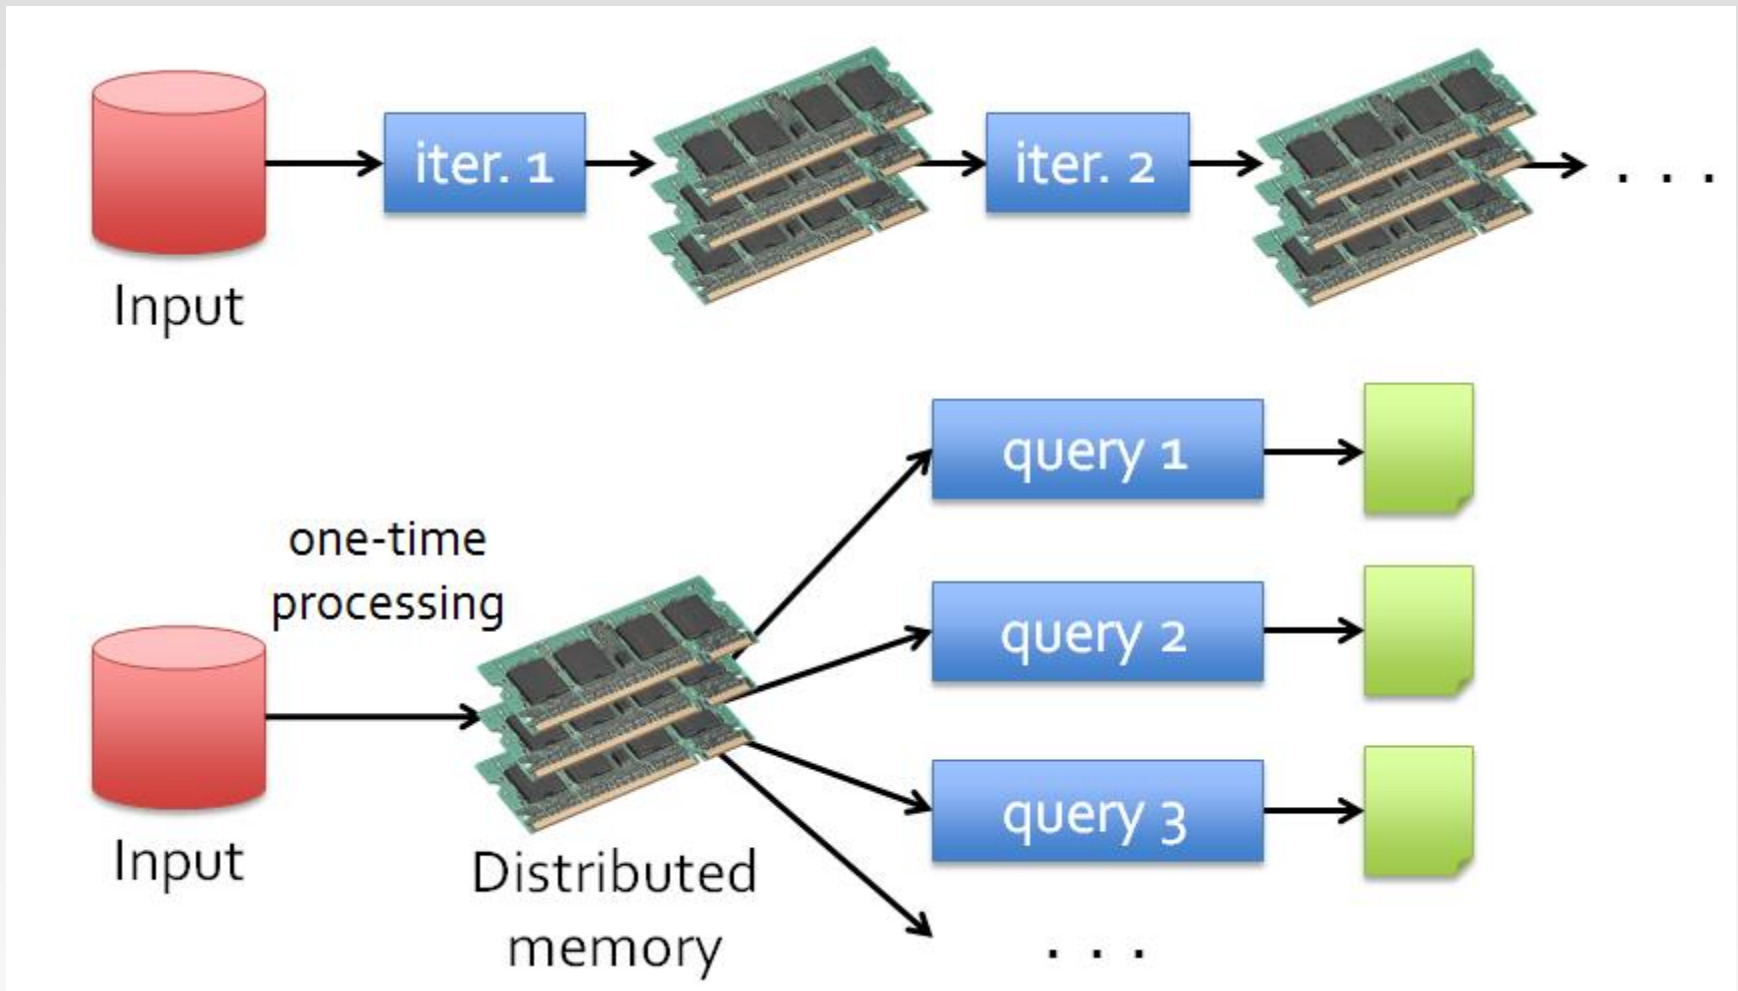 iter. 1
iter. 2
. . .
Input
query 1
one-time
processing
query 2
query 3
Input
Distributed
memory
. . .